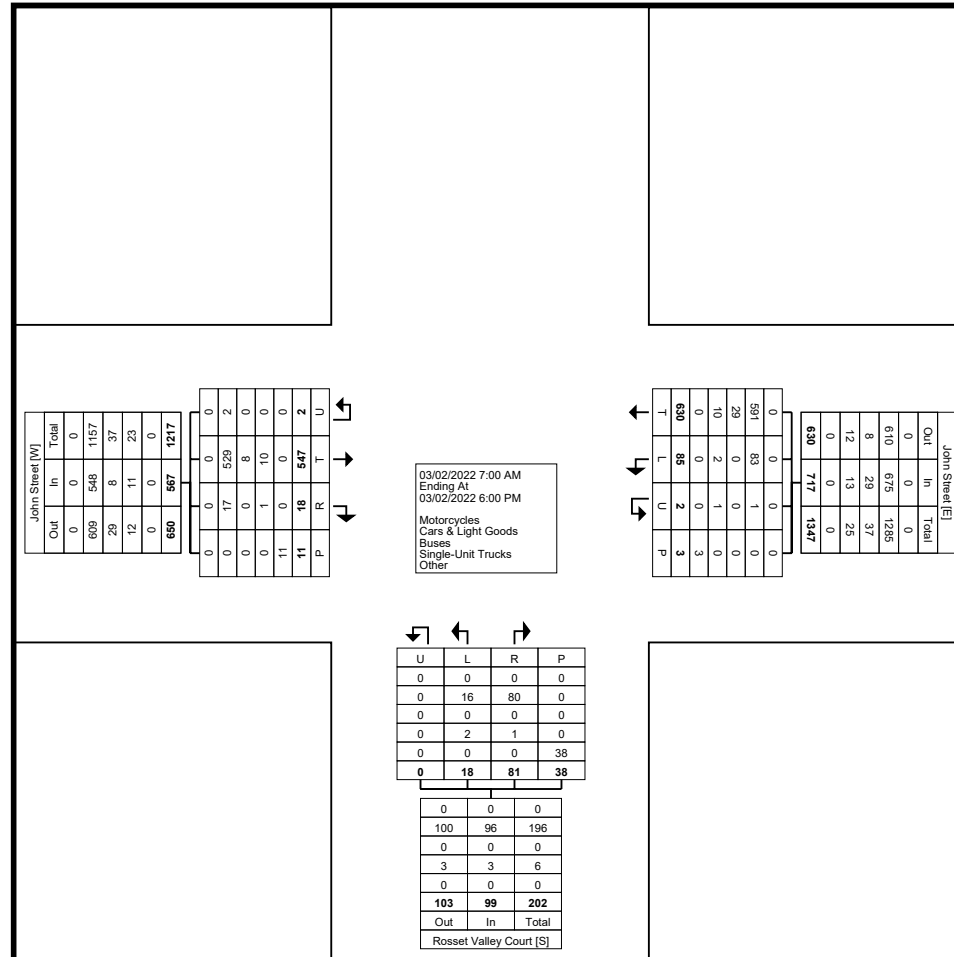 John Street [W]
Out In Total
0 0 0
609 548 1157
29 8 37
12 11 23
0 0 0
650 567 1217
0 0 0 0
0 17 529 2
0 0 8 0
0 1 10 0
11 0 0 0
11 18 547 2
P R T U
03/02/2022 7:00 AM
Ending At
03/02/2022 6:00 PM
Motorcycles
Cars & Light Goods
Buses
Single-Unit Trucks
Other
John Street [E]
Out In Total
0 0 0
610 675 1285
8 29 37
12 13 25
0 0 0
630 717 1347
0 0 0 0
591 83 1 0
29 0 0 0
10 2 1 0
0 0 0 3
630 85 2 3
T L U P
U L R P
0 0 0 0
0 16 80 0
0 0 0 0
0 2 1 0
0 0 0 38
0 18 81 38
0 0 0
100 96 196
0 0 0
3 3 6
0 0 0
103 99 202
Out In Total
Rosset Valley Court [S]